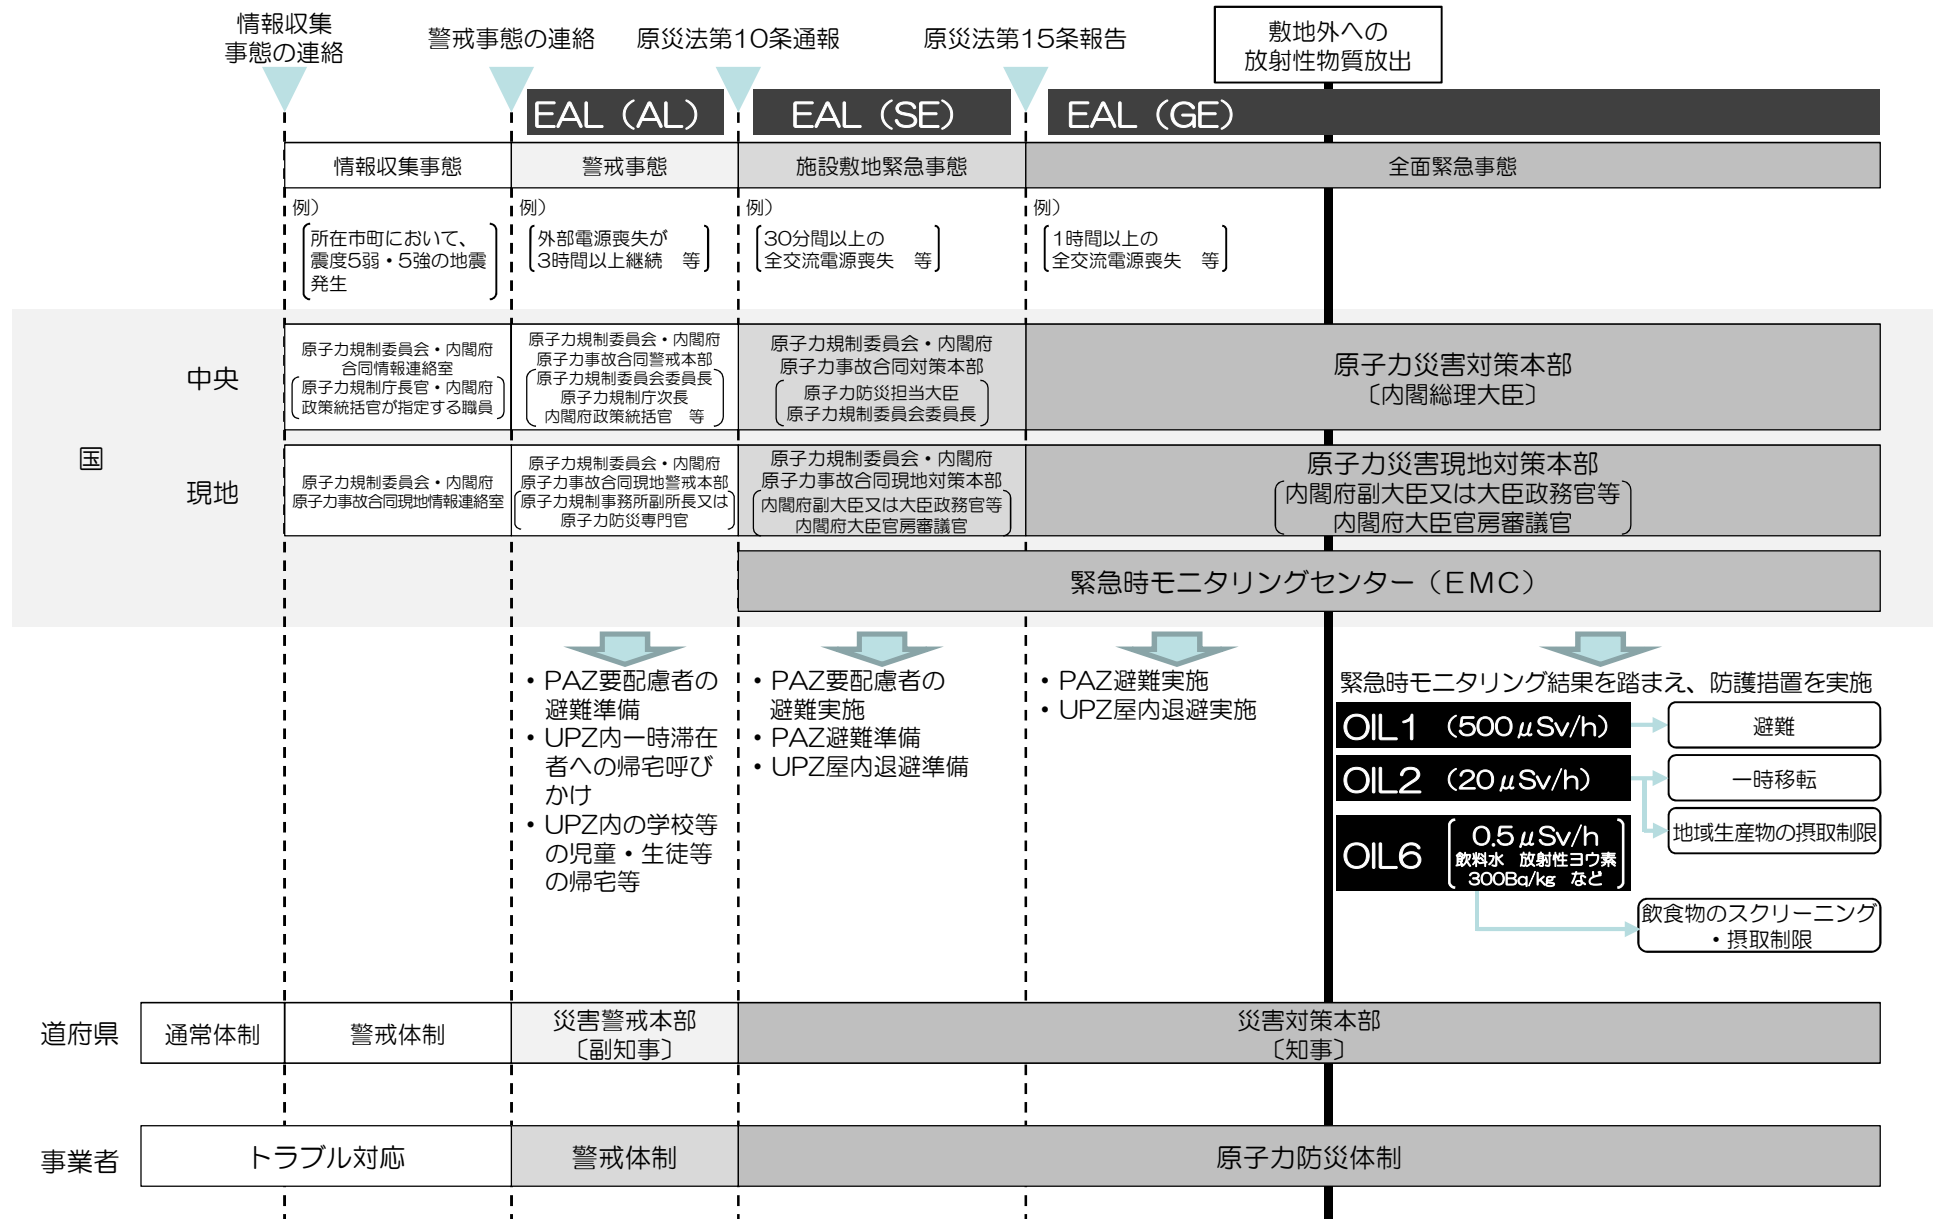 情報収集
事態の連絡
警戒事態の連絡
原災法第10条通報
原災法第15条報告
敷地外への
放射性物質放出
EAL（AL）
EAL（SE）
EAL（GE）
情報収集事態
警戒事態
施設敷地緊急事態
全面緊急事態
例）
所在市町において、
震度5弱・5強の地震
発生
例）
外部電源喪失が
3時間以上継続　等
例）
30分間以上の
全交流電源喪失　等
例）
1時間以上の
全交流電源喪失　等
国
中央
原子力規制委員会・内閣府
合同情報連絡室
原子力規制庁長官・内閣府
政策統括官が指定する職員
原子力規制委員会・内閣府
原子力事故合同警戒本部
原子力規制委員会委員長
原子力規制庁次長
内閣府政策統括官　等
原子力規制委員会・内閣府
原子力事故合同対策本部
原子力防災担当大臣
原子力規制委員会委員長
原子力災害対策本部
〔内閣総理大臣〕
現地
原子力規制委員会・内閣府
原子力事故合同現地情報連絡室
原子力規制委員会・内閣府
原子力事故合同現地警戒本部
原子力規制事務所副所長又は
原子力防災専門官
原子力規制委員会・内閣府
原子力事故合同現地対策本部
内閣府副大臣又は大臣政務官等
内閣府大臣官房審議官
原子力災害現地対策本部
内閣府副大臣又は大臣政務官等
内閣府大臣官房審議官
緊急時モニタリングセンター（EMC）
・PAZ要配慮者の
避難準備
・UPZ内一時滞在
者への帰宅呼び
かけ
・UPZ内の学校等
の児童・生徒等
の帰宅等
・PAZ要配慮者の
避難実施
・PAZ避難準備
・UPZ屋内退避準備
・PAZ避難実施
・UPZ屋内退避実施
緊急時モニタリング結果を踏まえ、防護措置を実施
OIL1　（500μSv/h）
避難
OIL2　（20μSv/h）
一時移転
地域生産物の摂取制限
OIL6
0.5μSv/h
飲料水　放射性ヨウ素
300Bq/kg　など
飲食物のスクリーニング
・摂取制限
道府県
通常体制
警戒体制
災害警戒本部
〔副知事〕
災害対策本部
〔知事〕
事業者
トラブル対応
警戒体制
原子力防災体制